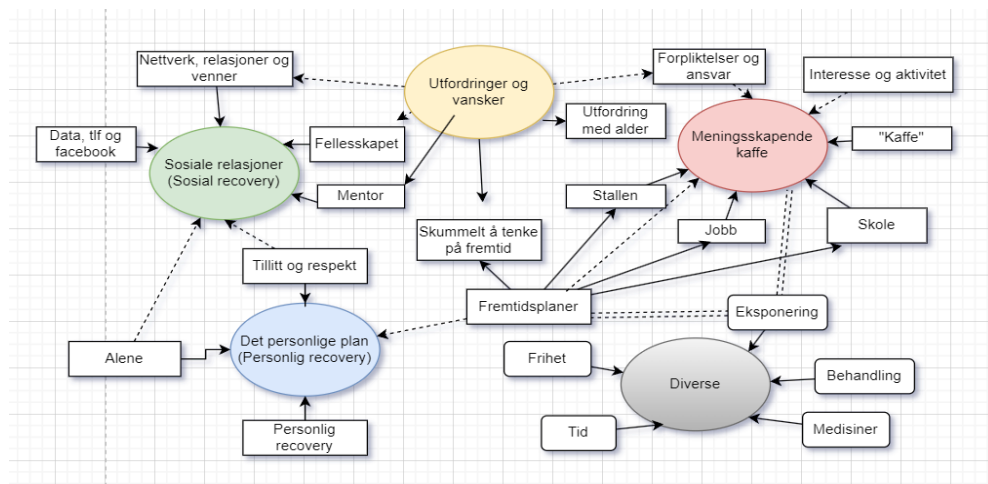 Nettverk, relasjoner og
venner
Utfordringer og
vansker
Forpliktelser og
ansvar
Interesse og aktivitet
Data, tlf og
facebook
Fellesskapet
Utfordring
med alder
Meningsskapende
kaffe
"Kaffe"
Sosiale relasjoner
(Sosial recovery)
Mentor
Stallen
Skummelt å tenke
på fremtid
Jobb
Skole
Tillitt og respekt
Fremtidsplaner
Eksponering
Alene
Det personlige plan
(Personlig recovery)
Frihet
Diverse
Behandling
Personlig
recovery
Tid
Medisiner